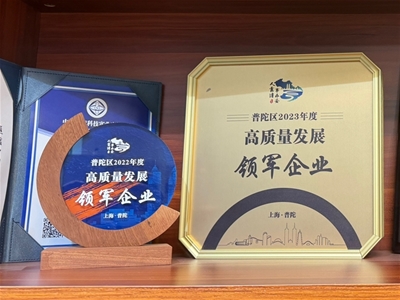 普陀区2022年度
高质量发展
领军企业
上海·普陀
普陀区2023年度
高质量发展
领军企业
上海·普陀